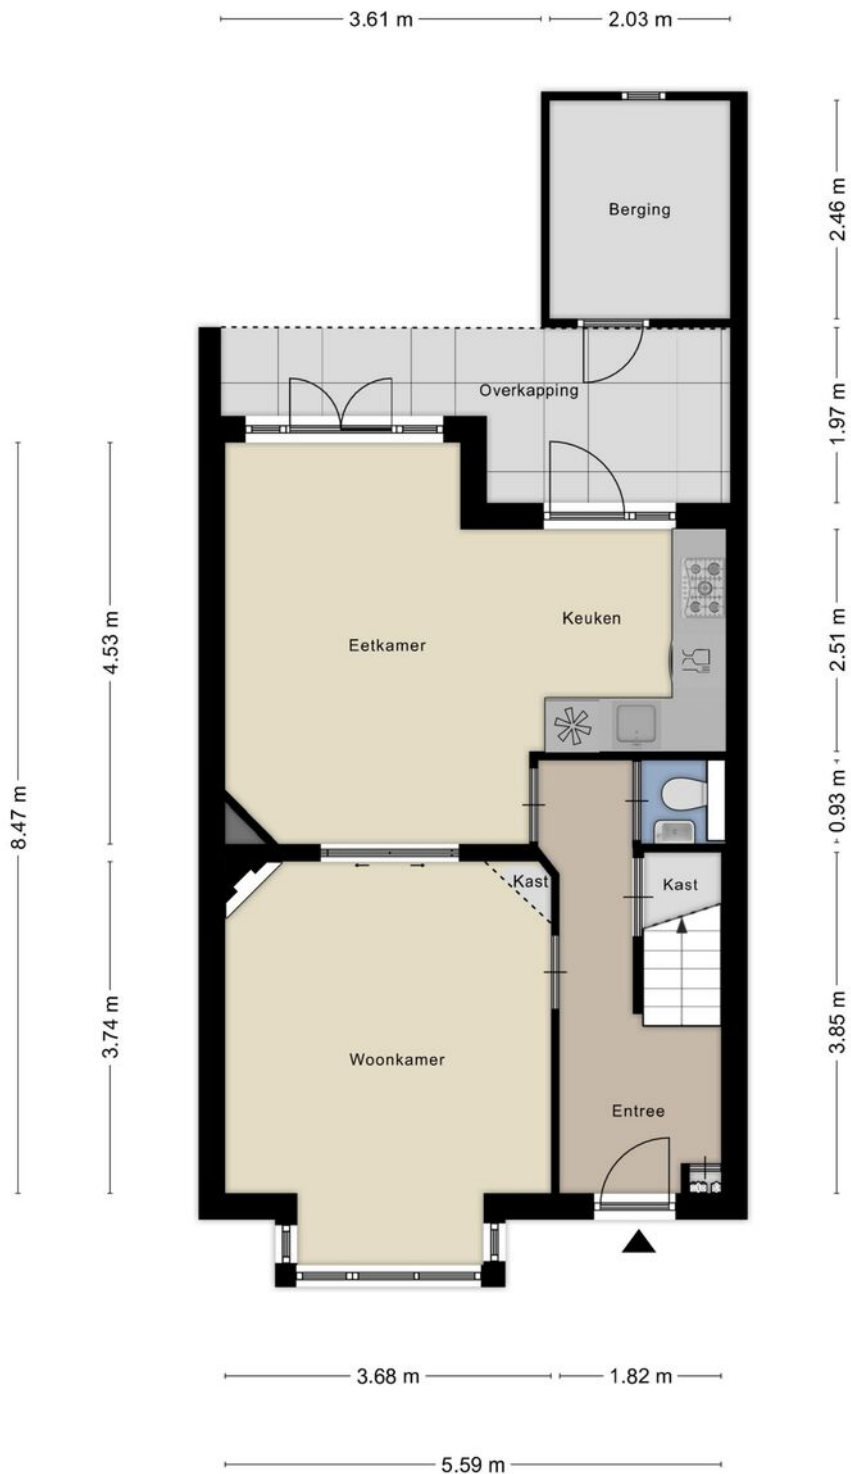 3.61 m
2.03 m
Berging
2.46 m
Overkapping
1.97 m
Eetkamer
Keuken
4.53 m
2.51 m
8.47 m
0.93 m
Kast
Kast
3.74 m
3.85 m
Woonkamer
Entree
3.68 m
1.82 m
5.59 m